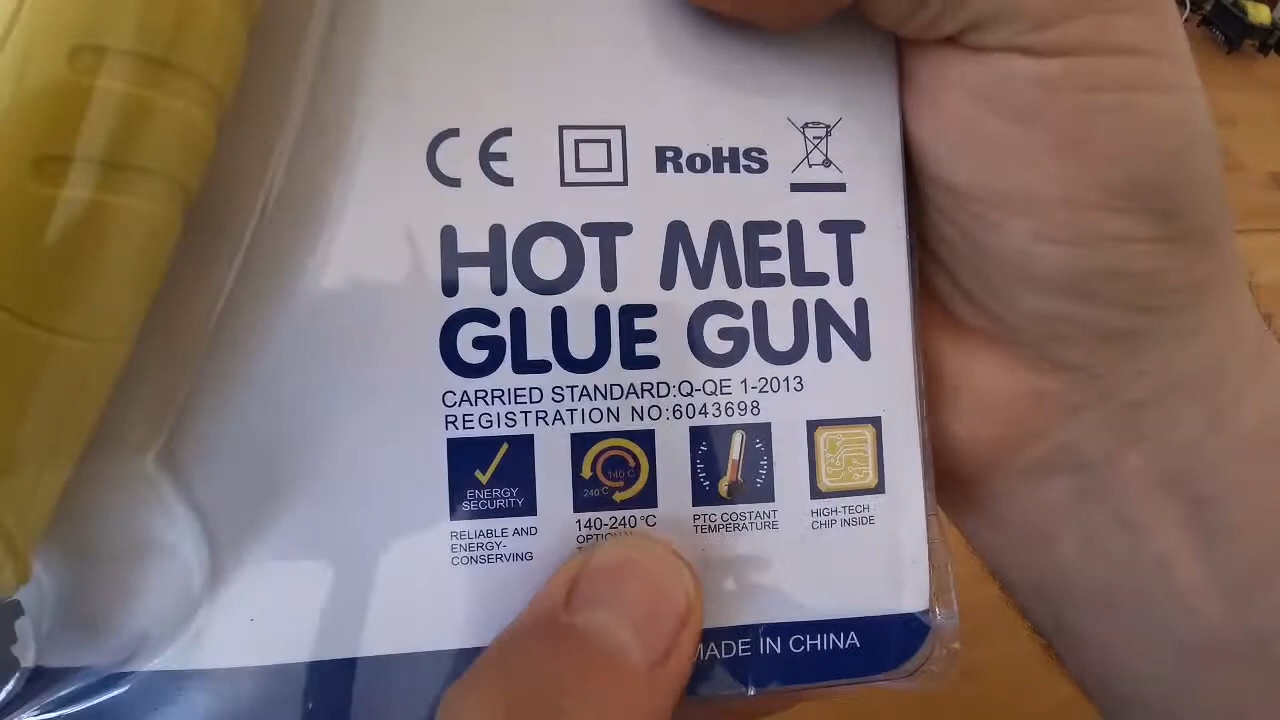 CE RoHS
HOT MELT
GLUE GUN
CARRIED STANDARD:Q-QE 1-2013
REGISTRATION NO:6043698
ENERGY
SECURITY
RELIABLE AND
ENERGY-
CONSERVING
140°C
240°C
140-240°C
PTC COSTANT
TEMPERATURE
HIGH-TECH
CHIP INSIDE
MADE IN CHINA